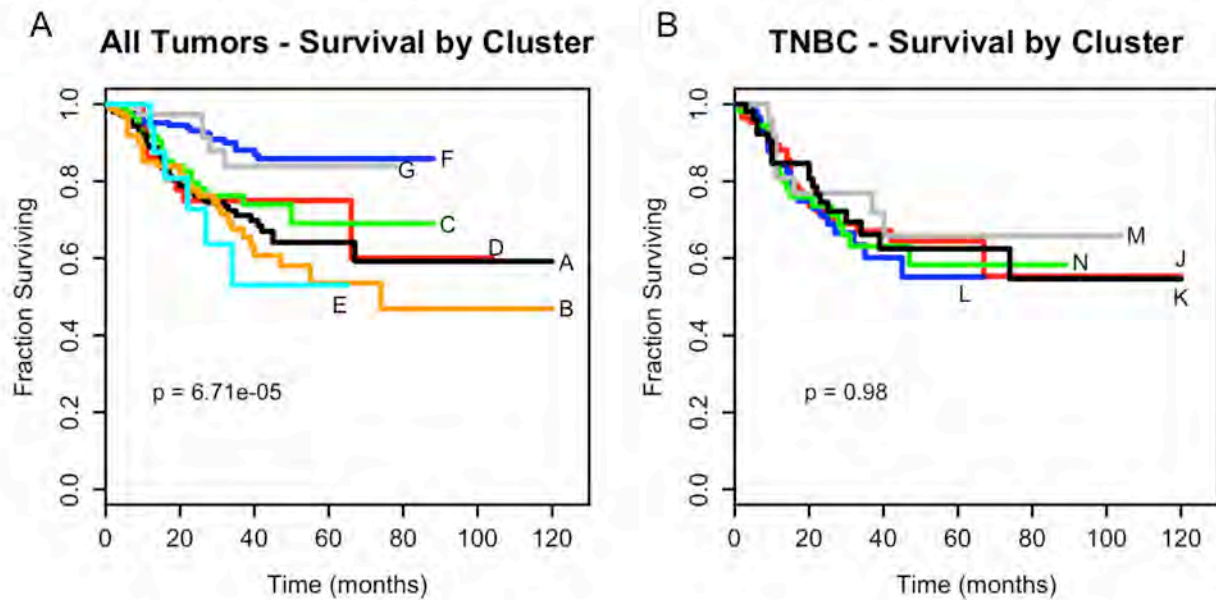 A
All Tumors - Survival by Cluster
Fraction Surviving
1.0
0.8
0.6
0.4
0.2
0.0
F
G
C
D
A
E
B
p = 6.71e-05
0 20 40 60 80 100 120
Time (months)
B
TNBC - Survival by Cluster
Fraction Surviving
1.0
0.8
0.6
0.4
0.2
0.0
M
N
J
L
K
p = 0.98
0 20 40 60 80 100 120
Time (months)